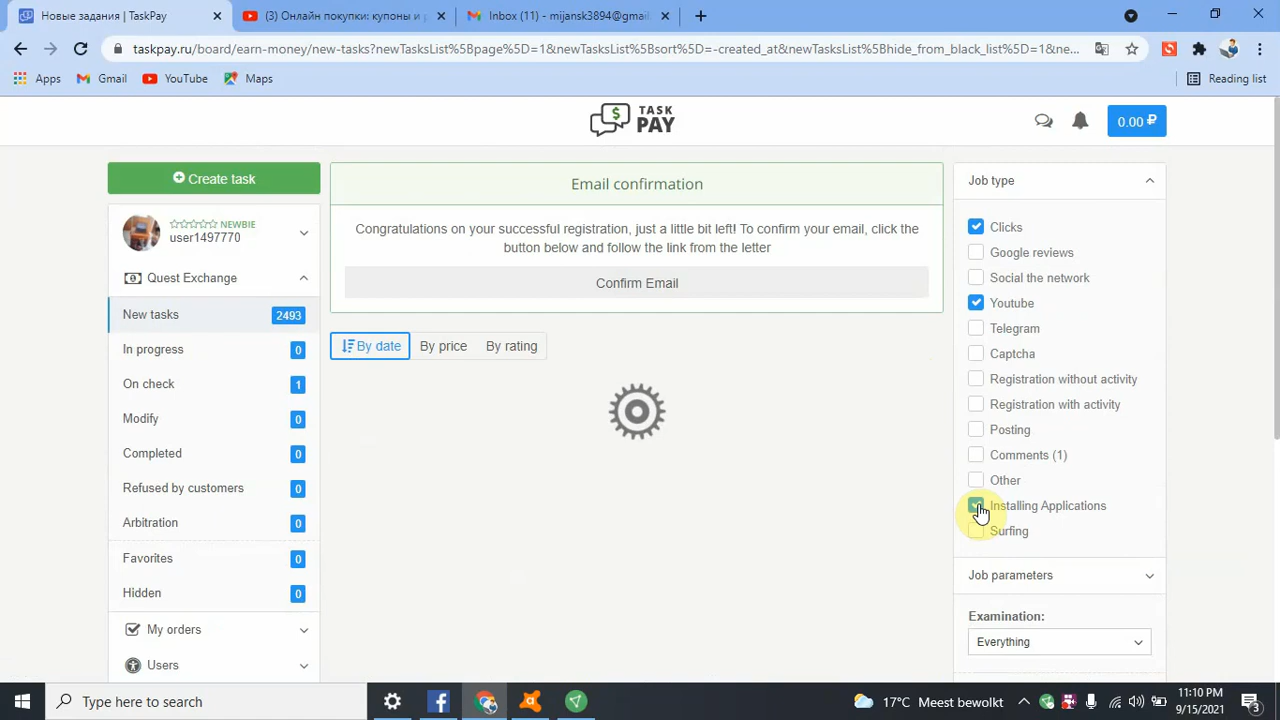 Новые задания | TaskPay
(3) Онлайн покупки: купоны и р
Inbox (1) - mijansk3894@gmai
taskpay.ru/board/earn-money/new-tasks?newTasksList%5Bpage%5D=1&newTasksList%5Bsort%5D=-created_at&newTasksList%5Bhide_from_black_list%5D=1&ne...
Apps
Gmail
YouTube
Maps
Reading list
TASK
PAY
0.00 ₽
Create task
NEWBIE
user1497770
Quest Exchange
New tasks 2493
In progress 0
On check 1
Modify 0
Completed 0
Refused by customers 0
Arbitration 0
Favorites 0
Hidden 0
My orders
Users
Email confirmation
Congratulations on your successful registration, just a little bit left! To confirm your email, click the
button below and follow the link from the letter
Confirm Email
By date By price By rating
Job type
Clicks
Google reviews
Social the network
Youtube
Telegram
Captcha
Registration without activity
Registration with activity
Posting
Comments (1)
Other
Installing Applications
Surfing
Job parameters
Examination:
Everything
Type here to search
17°C Meest bewolkt
11:10 PM
9/15/2021
3